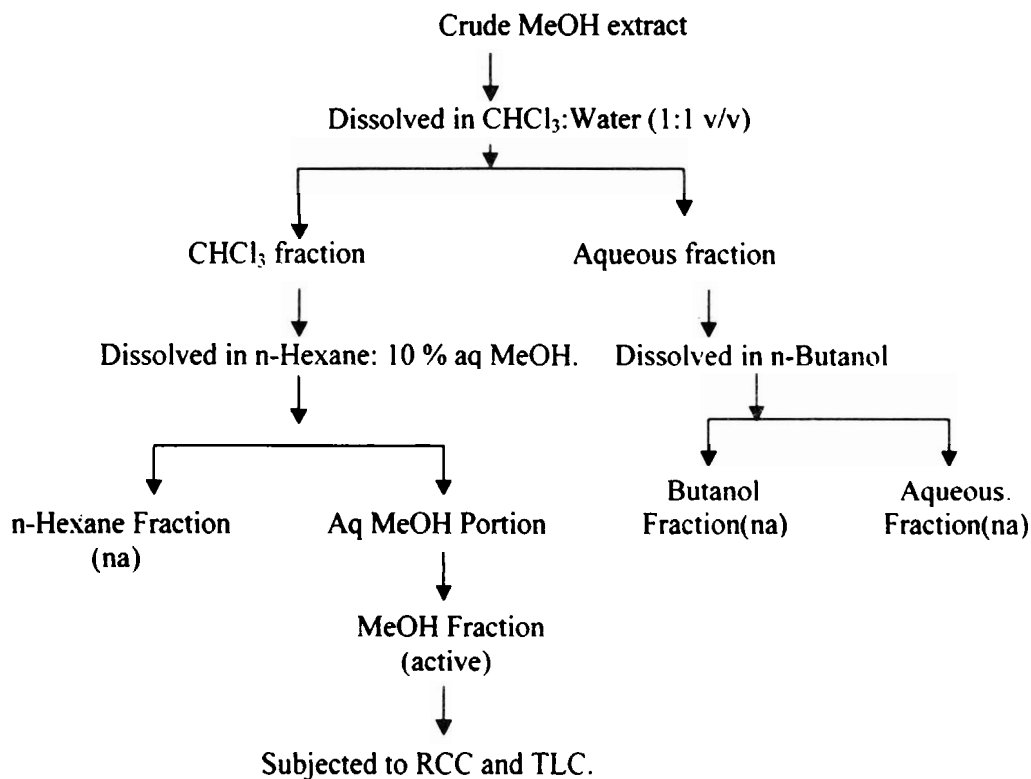 Crude MeOH extract
Dissolved in CHCl₃:Water (1:1 v/v)
CHCl₃ fraction
Aqueous fraction
Dissolved in n-Hexane: 10 % aq MeOH.
Dissolved in n-Butanol
n-Hexane Fraction
(na)
Aq MeOH Portion
Butanol
Fraction(na)
Aqueous.
Fraction(na)
MeOH Fraction
(active)
Subjected to RCC and TLC.